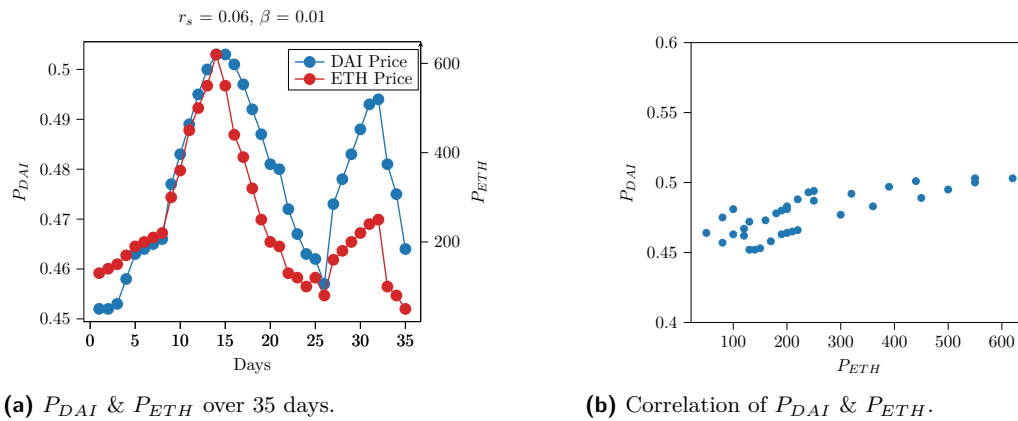 r_s = 0.06, β = 0.01
DAI Price
ETH Price
0.5
0.49
0.48
0.47
0.46
0.45
P_DAI
600
400
200
P_ETH
0 5 10 15 20 25 30 35
Days
(a) P_DAI & P_ETH over 35 days.
0.6
0.55
0.5
0.45
0.4
P_DAI
100 200 300 400 500 600
P_ETH
(b) Correlation of P_DAI & P_ETH.